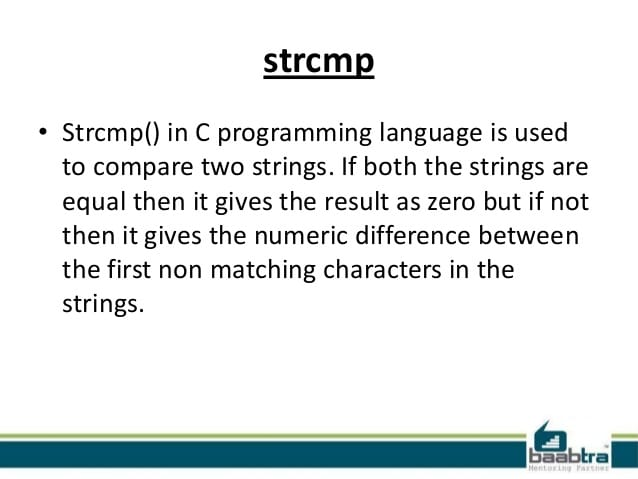 strcmp
• Strcmp() in C programming language is used
to compare two strings. If both the strings are
equal then it gives the result as zero but if not
then it gives the numeric difference between
the first non matching characters in the
strings.
baabtra
Mentoring Partner